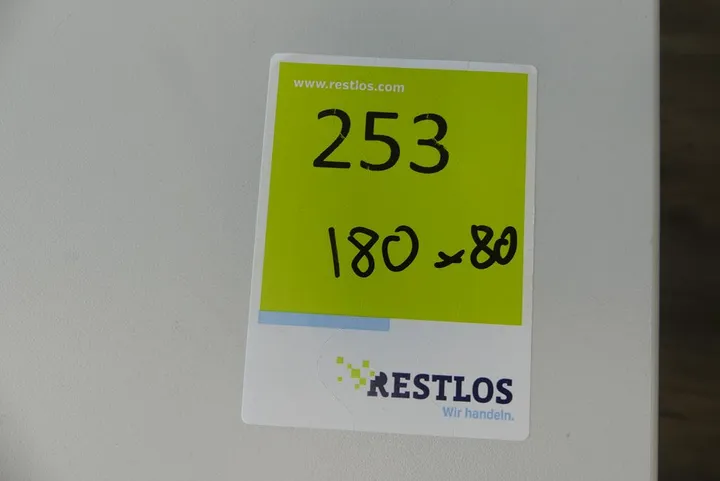 www.restlos.com
253
180 x 80
RESTLOS
Wir handeln.